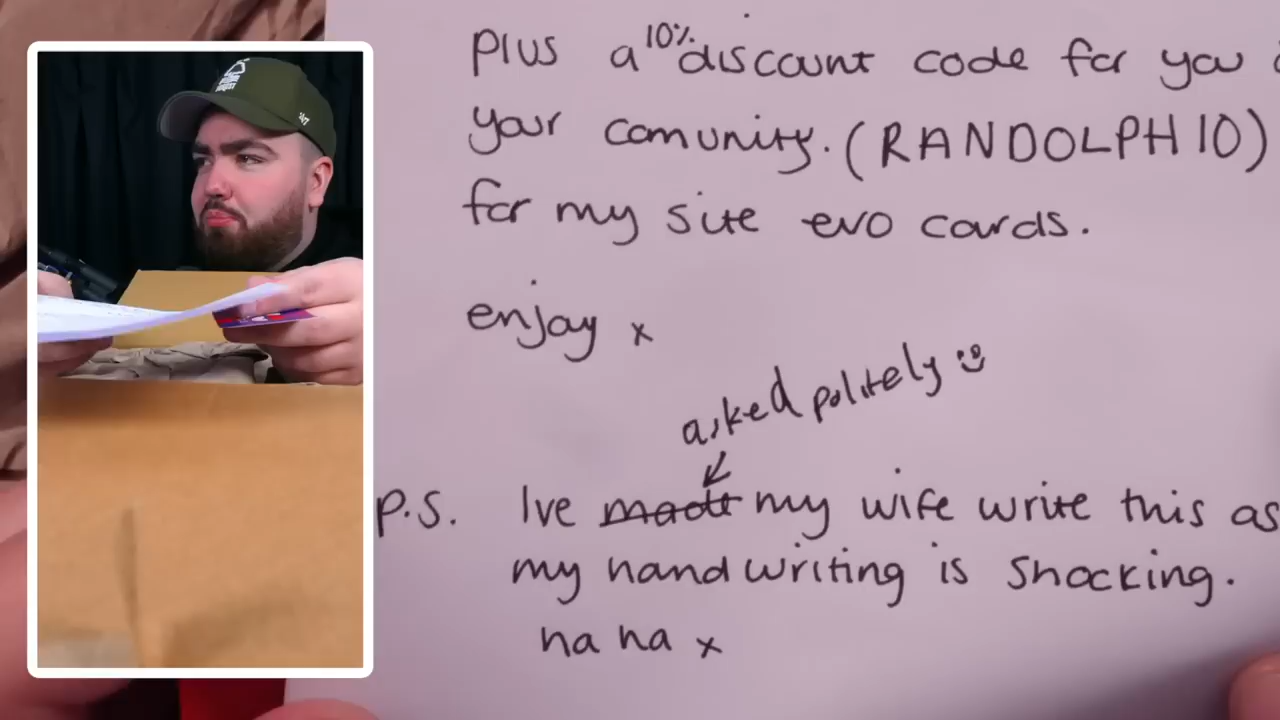 Plus a 10% discount code for you
your comunity. (RANDOLPH10)
for my site evo cards.
enjoy x
asked politely
P.S. Ive made my wife write this as
my handwriting is shocking.
ha ha x
'47